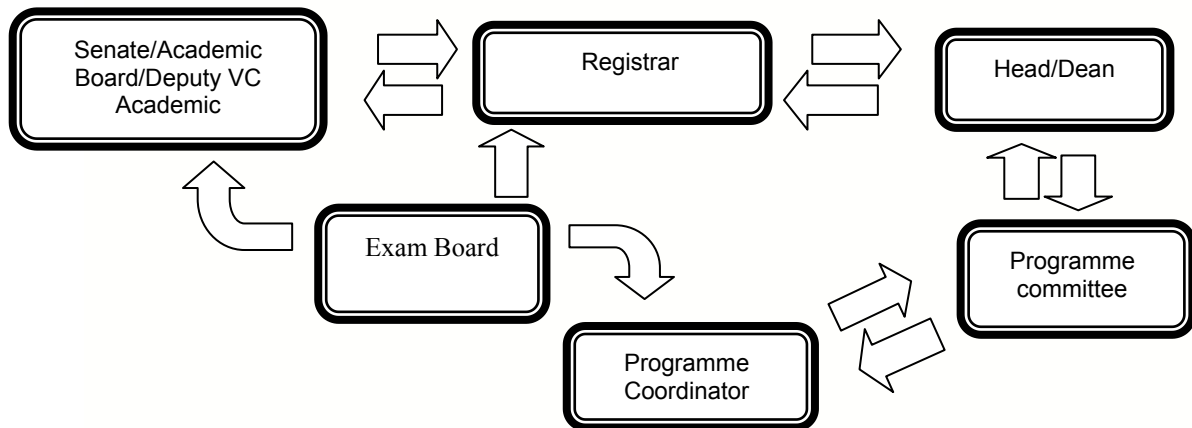 Senate/Academic
Board/Deputy VC
Academic
Registrar
Head/Dean
Exam Board
Programme
committee
Programme
Coordinator